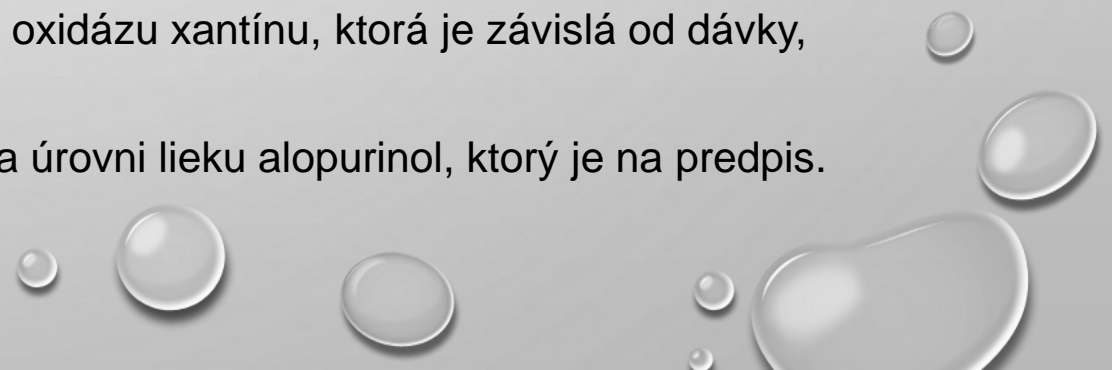 oxidázu xantínu, ktorá je závislá od dávky,
a úrovni lieku alopurinol, ktorý je na predpis.